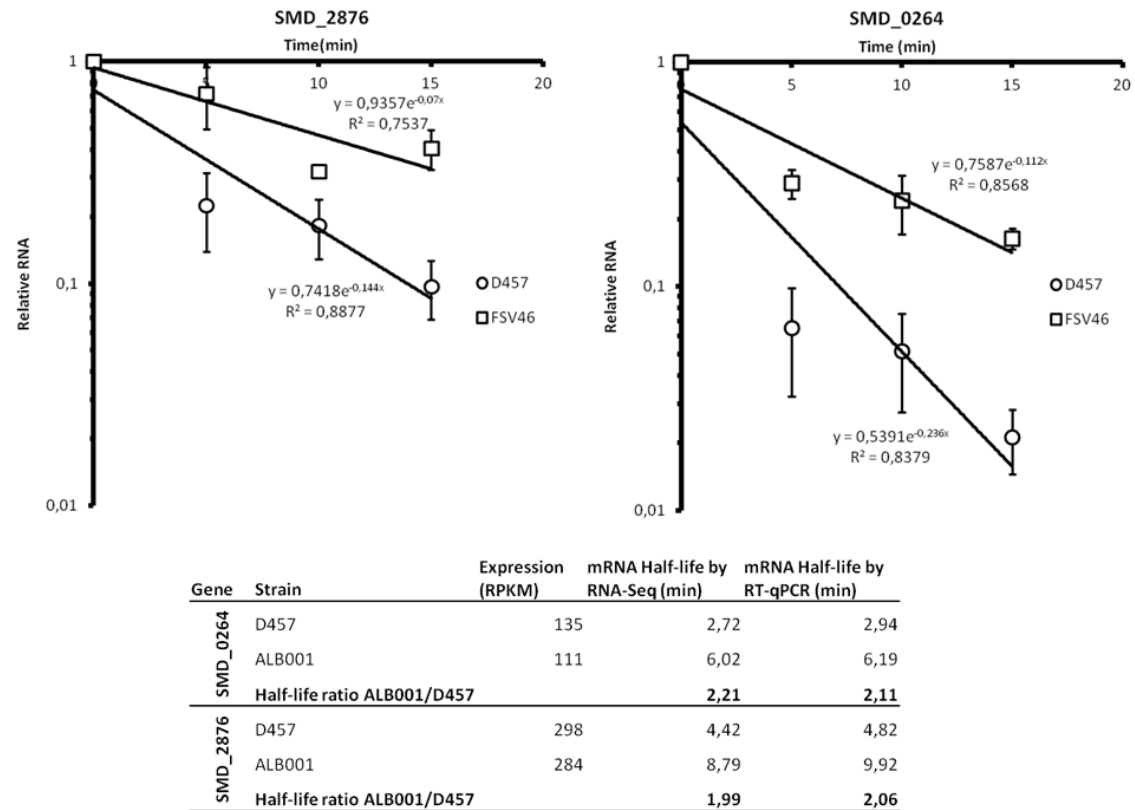 SMD_2876
Time(min)
1
0
5
10
15
20
y = 0,9357e-0,07x
R² = 0,7537
0,1
y = 0,7418e-0,144x
R² = 0,8877
0,01
Relative RNA
D457
FSV46
SMD_0264
Time (min)
1
0
5
10
15
20
y = 0,7587e-0,112x
R² = 0,8568
0,1
y = 0,5391e-0,236x
R² = 0,8379
0,01
Relative RNA
D457
FSV46
Gene Strain Expression (RPKM) mRNA Half-life by RNA-Seq (min) mRNA Half-life by RT-qPCR (min)
SMD_0264
D457 135 2,72 2,94
ALB001 111 6,02 6,19
Half-life ratio ALB001/D457 2,21 2,11
SMD_2876
D457 298 4,42 4,82
ALB001 284 8,79 9,92
Half-life ratio ALB001/D457 1,99 2,06